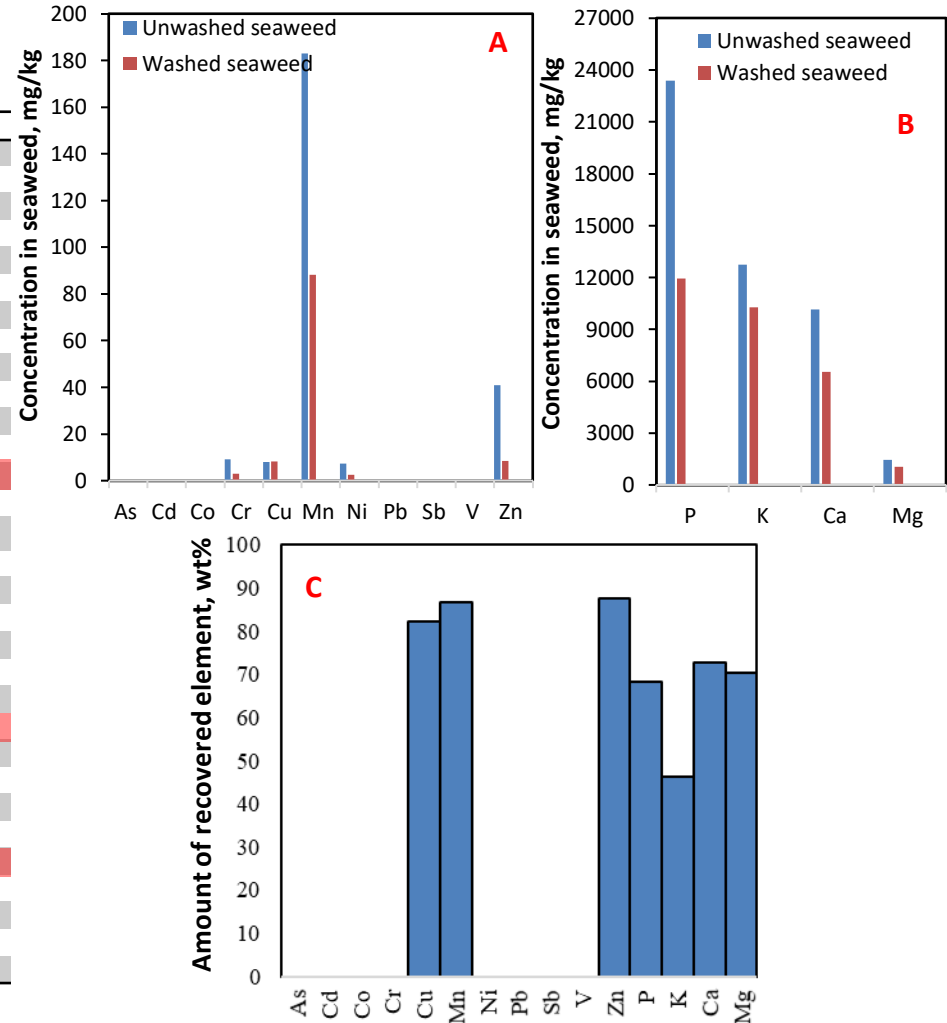 Concentration in seaweed, mg/kg
200
180
160
140
120
100
80
60
40
20
0
Unwashed seaweed
Washed seaweed
A
As Cd Co Cr Cu Mn Ni Pb Sb V Zn
Concentration in seaweed, mg/kg
27000
24000
21000
18000
15000
12000
9000
6000
3000
0
Unwashed seaweed
Washed seaweed
B
P K Ca Mg
Amount of recovered element, wt%
100
90
80
70
60
50
40
30
20
10
0
C
As Cd Co Cr Cu Mn Ni Pb Sb V Zn P K Ca Mg